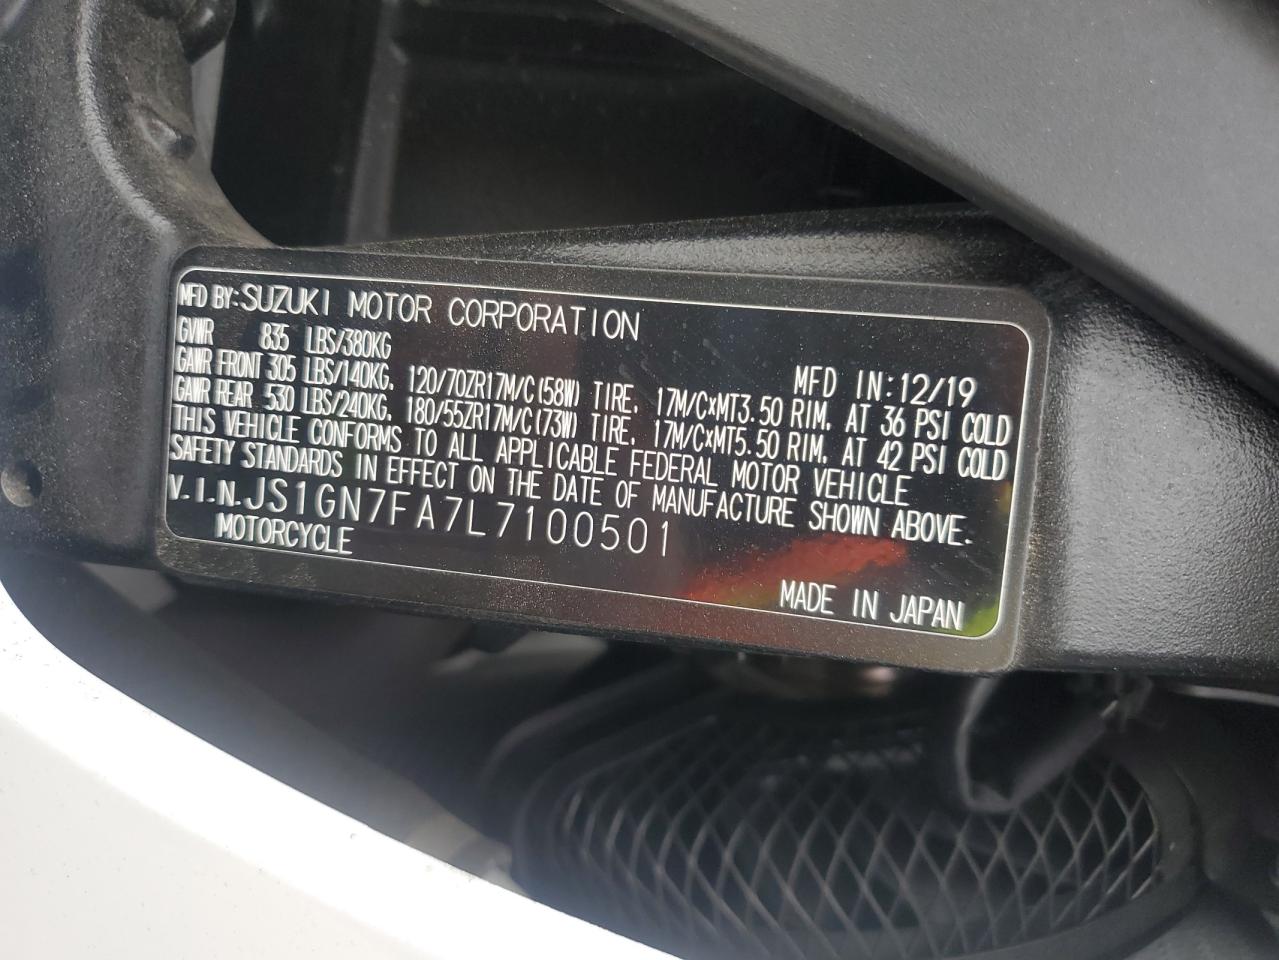 MFD BY:SUZUKI MOTOR CORPORATION
GVWR 835 LBS/380KG MFD IN:12/19
GAWR FRONT 305 LBS/140KG. 120/70ZR17M/C(58W) TIRE, 17M/C×MT3.50 RIM, AT 36 PSI COLD
GAWR REAR 530 LBS/240KG. 180/55ZR17M/C(73W) TIRE, 17M/C×MT5.50 RIM, AT 42 PSI COLD
THIS VEHICLE CONFORMS TO ALL APPLICABLE FEDERAL MOTOR VEHICLE
SAFETY STANDARDS IN EFFECT ON THE DATE OF MANUFACTURE SHOWN ABOVE.
V.I.N.JS1GN7FA7L7100501
MOTORCYCLE
MADE IN JAPAN